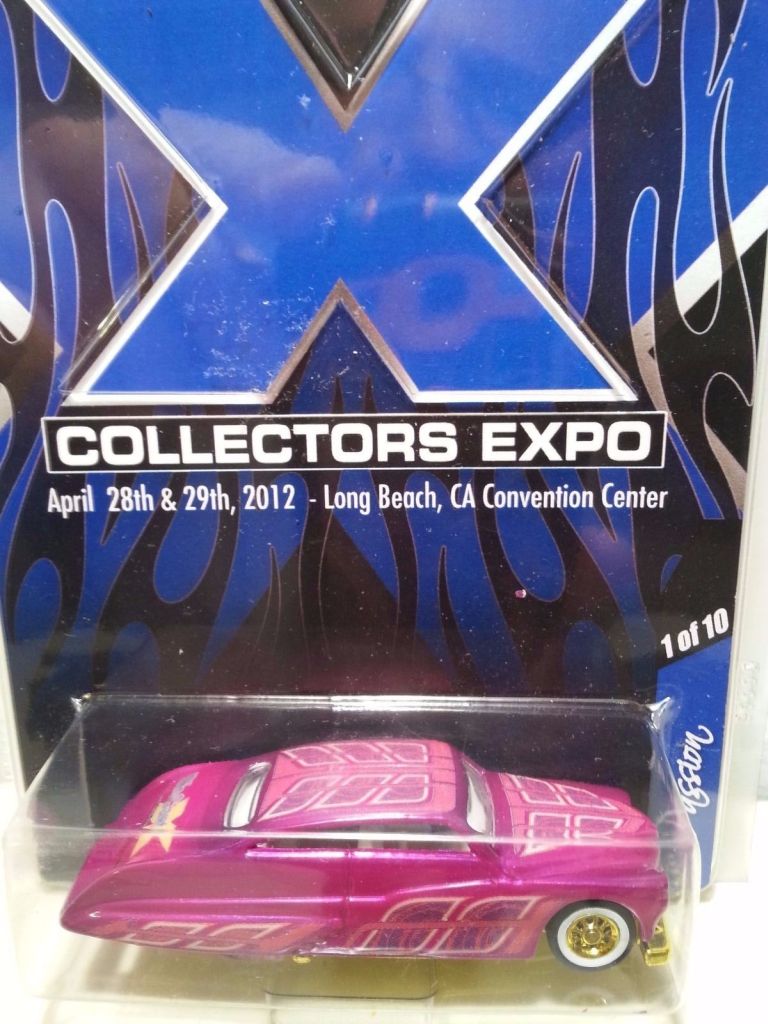 X
COLLECTORS EXPO
April 28th & 29th, 2012 - Long Beach, CA Convention Center
1 of 10